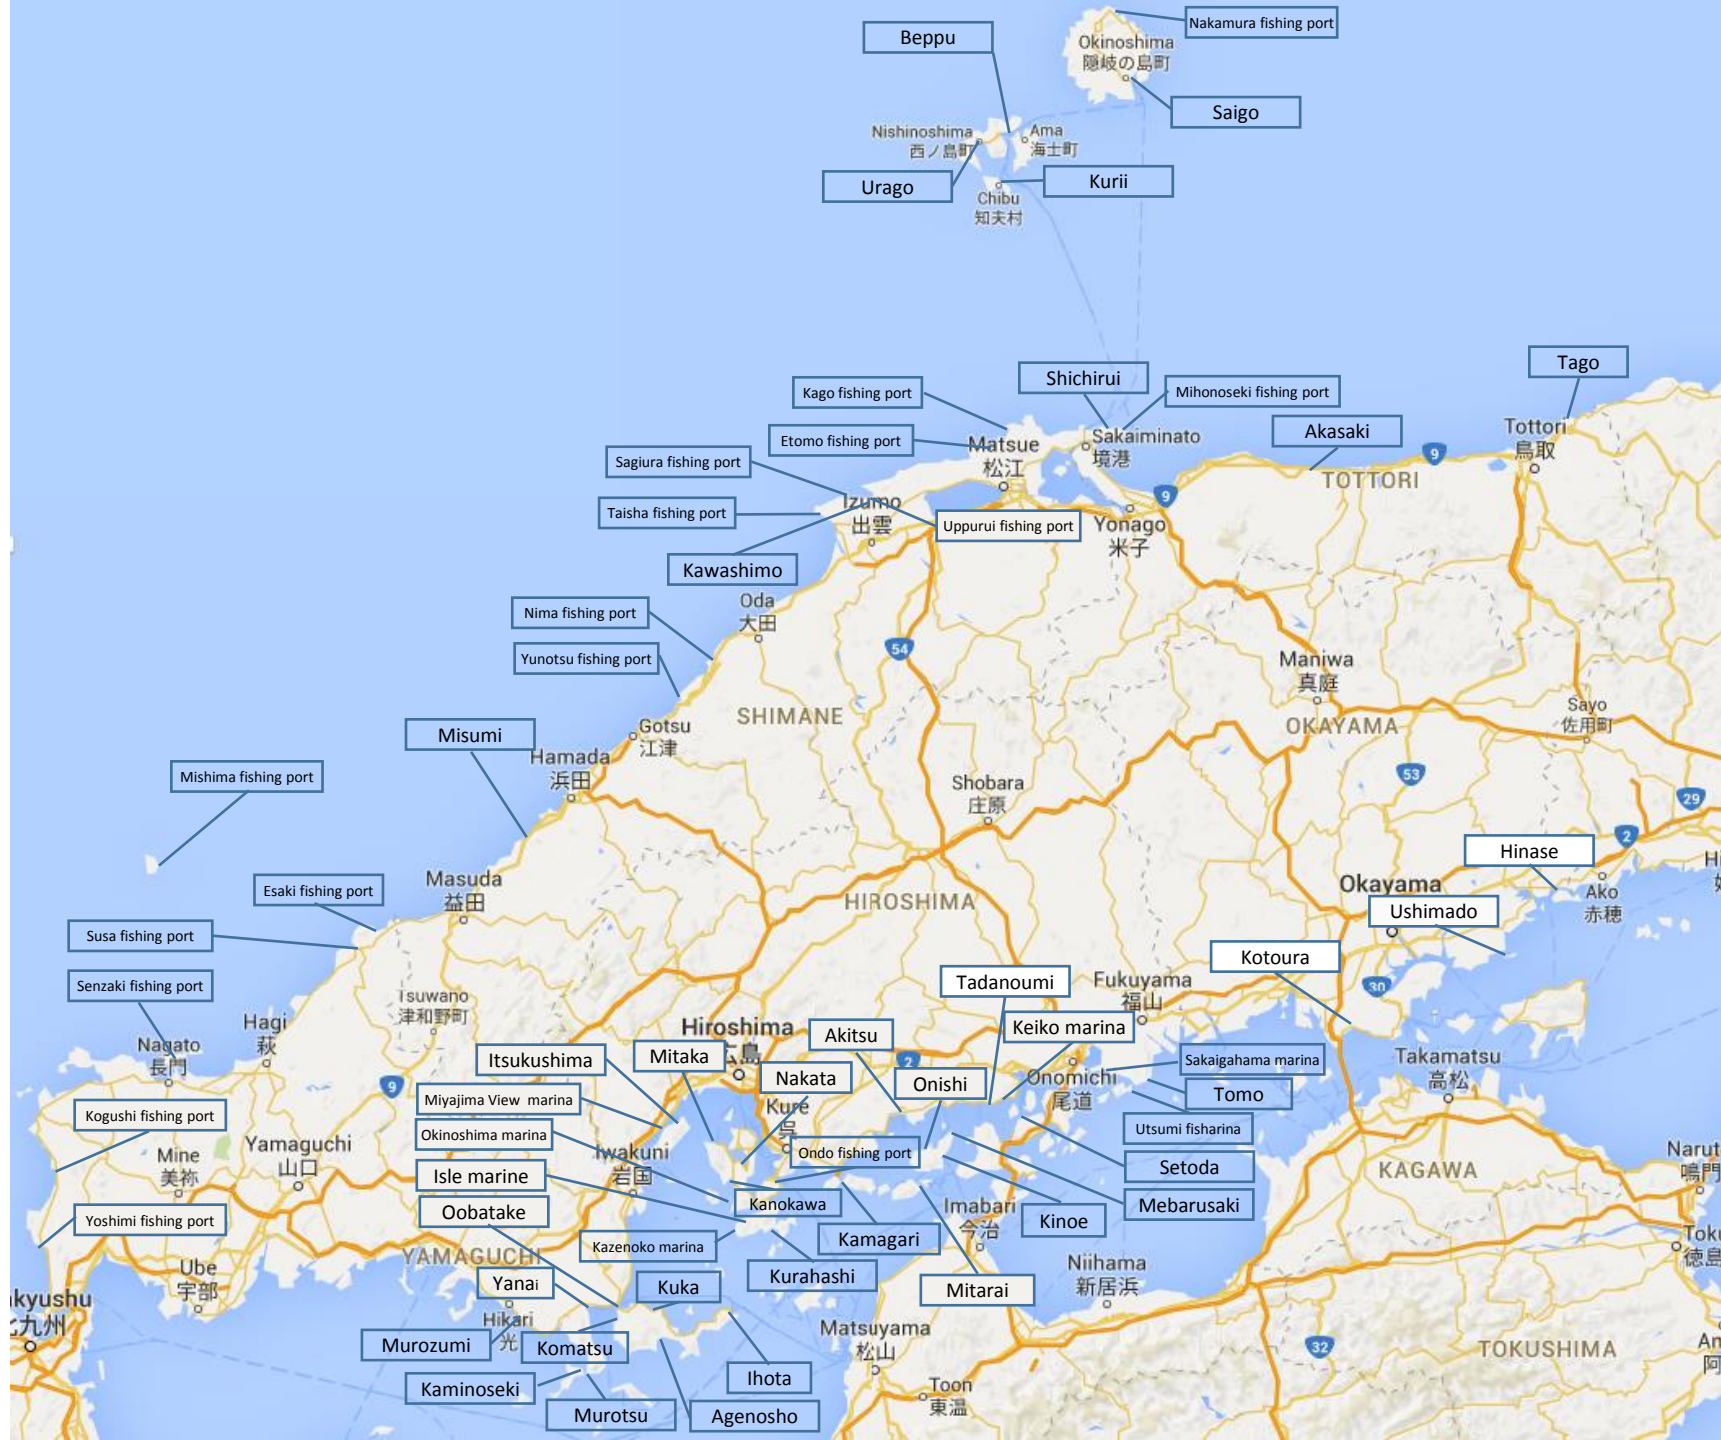 Nakamura fishing port
Beppu
Okinoshima
隠岐の島町
Saigo
Nishinoshima
西ノ島町
Ama
海士町
Urago
Kurii
Chibu
知夫村
Tago
Shichirui
Kago fishing port
Mihonoseki fishing port
Akasaki
Tottori
鳥取
Etomo fishing port
Matsue
松江
Sakaiminato
境港
9
TOTTORI
Sagiura fishing port
9
Izumo
出雲
Taisha fishing port
Uppurui fishing port
Yonago
米子
Kawashimo
Oda
大田
Nima fishing port
54
Yunotsu fishing port
Maniwa
真庭
SHIMANE
Sayo
佐用町
OKAYAMA
Gotsu
江津
Misumi
Hamada
浜田
Mishima fishing port
Shobara
庄原
53
29
2
Hinase
Masuda
益田
Esaki fishing port
HIROSHIMA
Okayama
Ako
赤穂
Ushimado
Susa fishing port
Kotoura
Senzaki fishing port
Tadanoumi
Fukuyama
福山
30
Tsuwano
津和野町
Hagi
萩
Hiroshima
広島
Akitsu
Keiko marina
Nagato
長門
Itsukushima
Mitaka
2
Sakaigahama marina
Takamatsu
高松
Nakata
Onishi
Onomichi
尾道
9
Miyajima View marina
Tomo
Kogushi fishing port
Kure
呉
Okinoshima marina
Utsumi fisharina
Mine
美祢
Yamaguchi
山口
Iwakuni
岩国
Ondo fishing port
Setoda
KAGAWA
Isle marine
Kanokawa
Mebarusaki
Yoshimi fishing port
Oobatake
Imabari
今治
Kinoe
Kamagari
Kazenoko marina
YAMAGUCHI
Ube
宇部
Kurahashi
Niihama
新居浜
Yanai
Kuka
Mitarai
Hikari
光
Matsuyama
松山
Murozumi
Komatsu
32
TOKUSHIMA
Ihota
Kaminoseki
Toon
東温
Murotsu
Agenosho